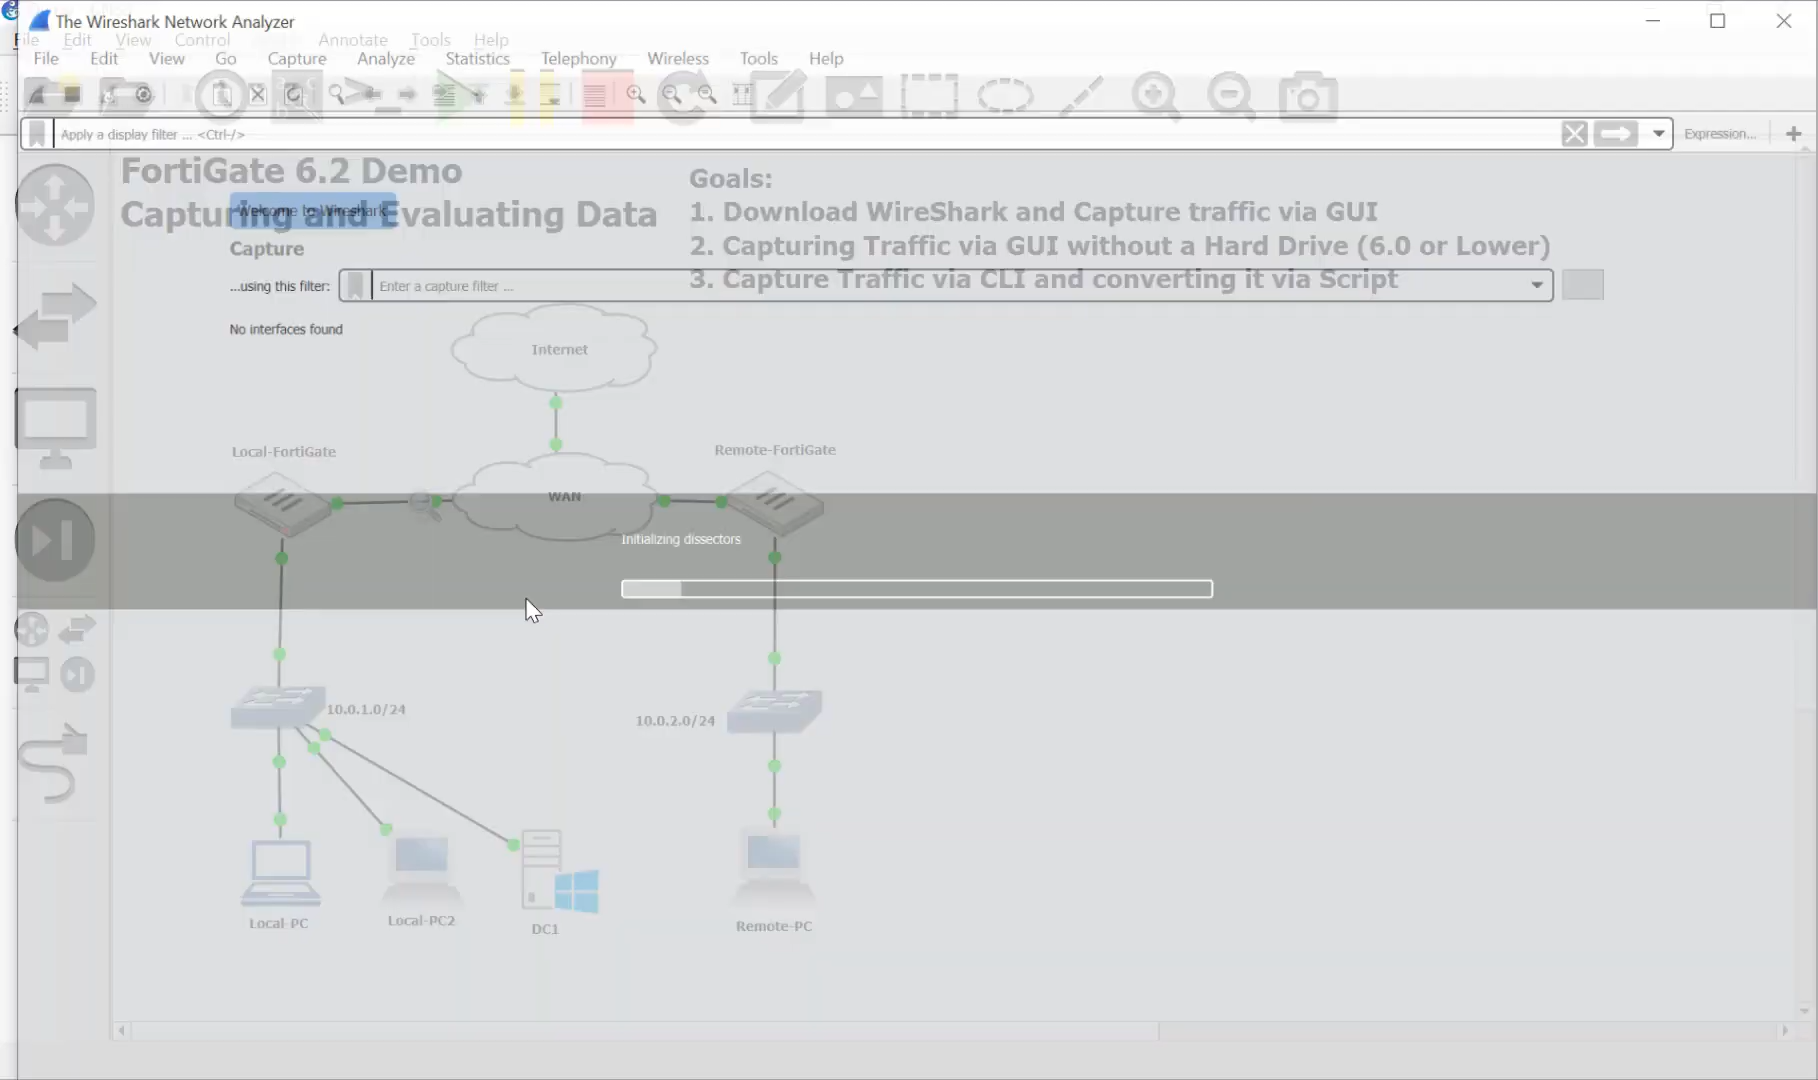 The Wireshark Network Analyzer
File Edit View Control Annotate Tools Help
File Edit View Go Capture Analyze Statistics Telephony Wireless Tools Help
Apply a display filter ... <Ctrl-/>
Expression...
FortiGate 6.2 Demo
Capturing and Evaluating Data
Goals:
1. Download WireShark and Capture traffic via GUI
2. Capturing Traffic via GUI without a Hard Drive (6.0 or Lower)
3. Capture Traffic via CLI and converting it via Script
Welcome to Wireshark
Capture
...using this filter:
Enter a capture filter ...
No interfaces found
Internet
Local-FortiGate
Remote-FortiGate
WAN
Initializing dissectors
10.0.1.0/24
10.0.2.0/24
Local-PC
Local-PC2
DC1
Remote-PC